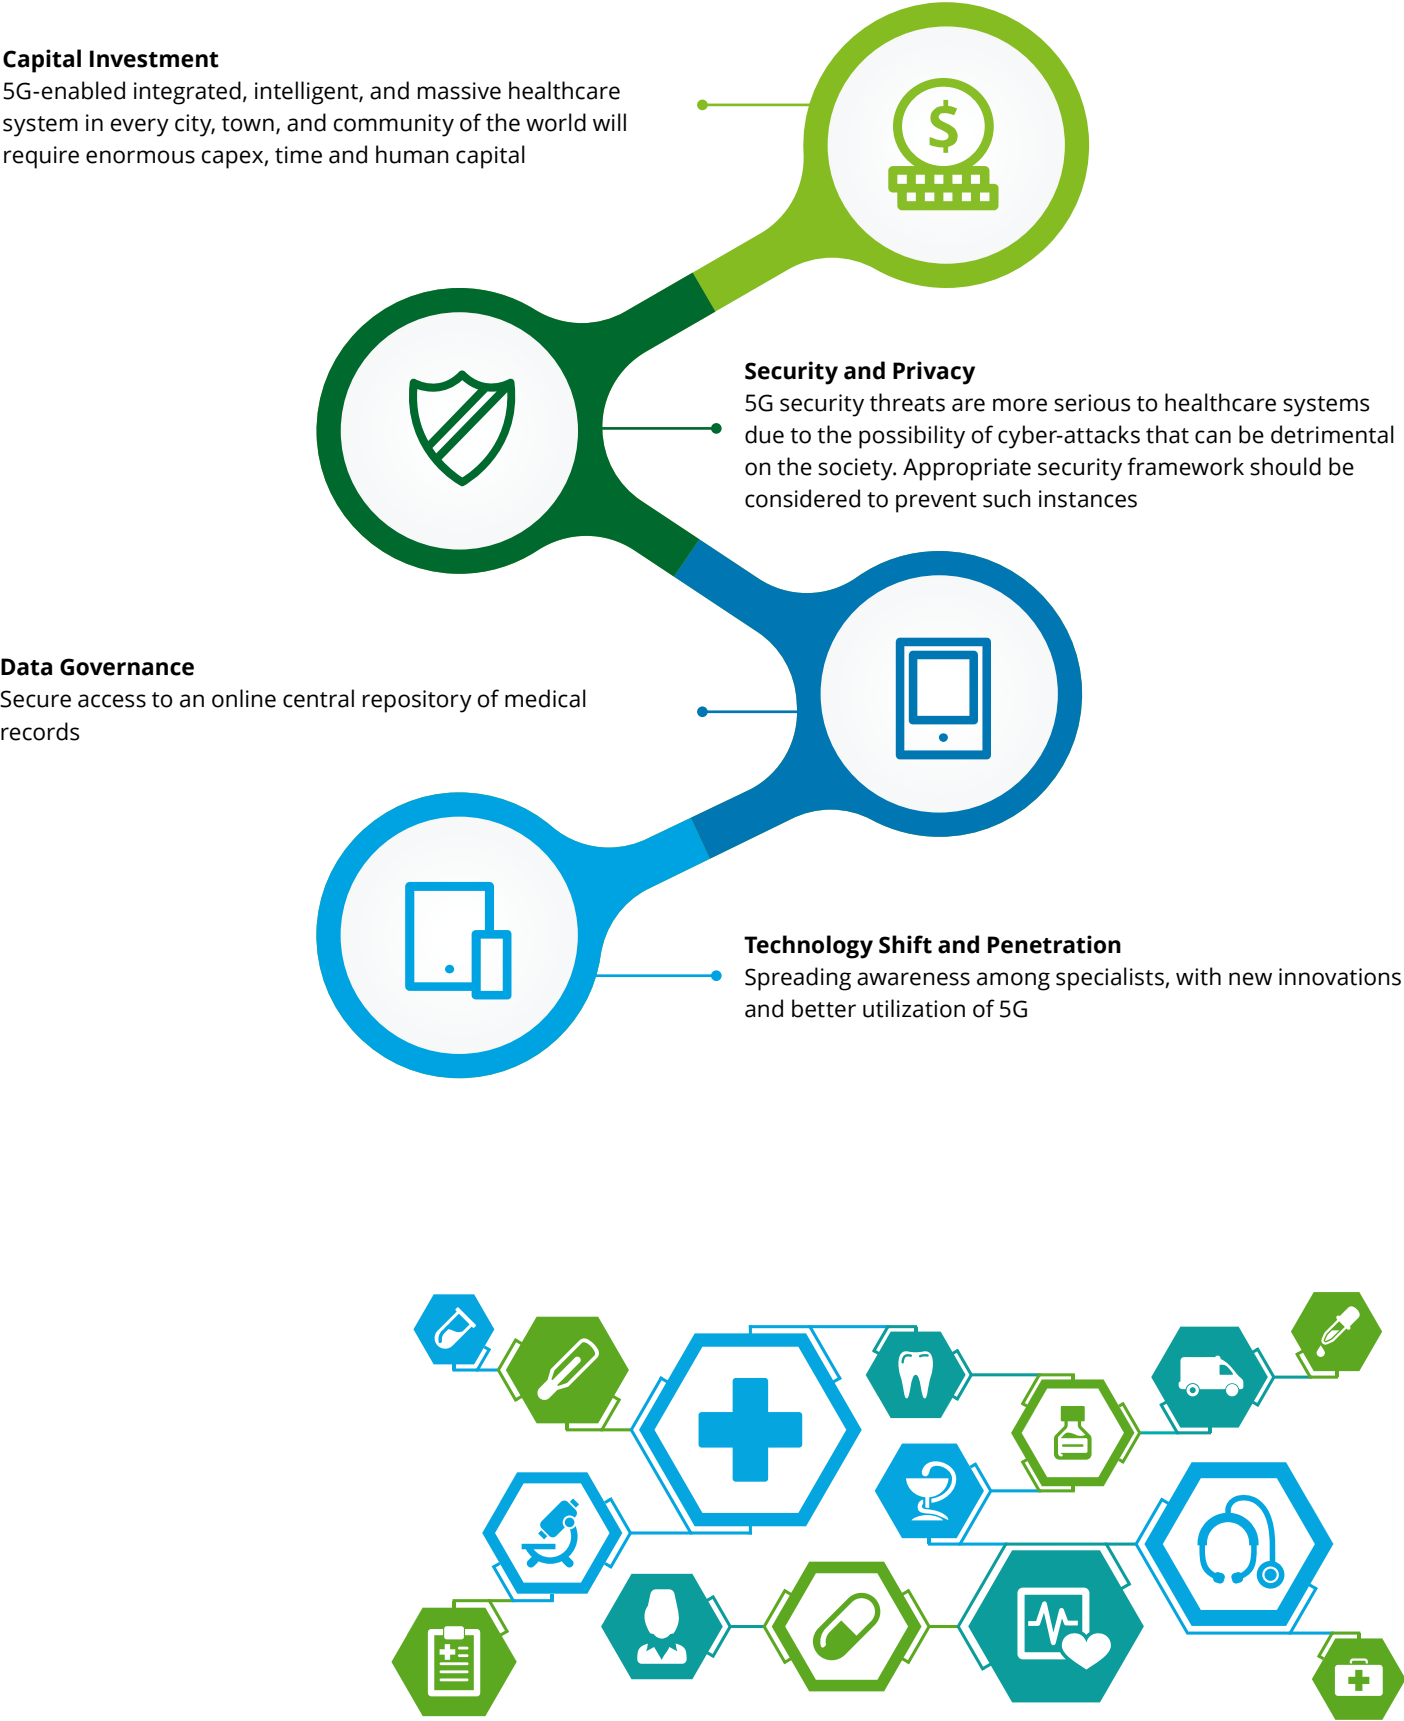 Capital Investment
5G-enabled integrated, intelligent, and massive healthcare
system in every city, town, and community of the world will
require enormous capex, time and human capital
$
Security and Privacy
5G security threats are more serious to healthcare systems
due to the possibility of cyber-attacks that can be detrimental
on the society. Appropriate security framework should be
considered to prevent such instances
Data Governance
Secure access to an online central repository of medical
records
Technology Shift and Penetration
Spreading awareness among specialists, with new innovations
and better utilization of 5G